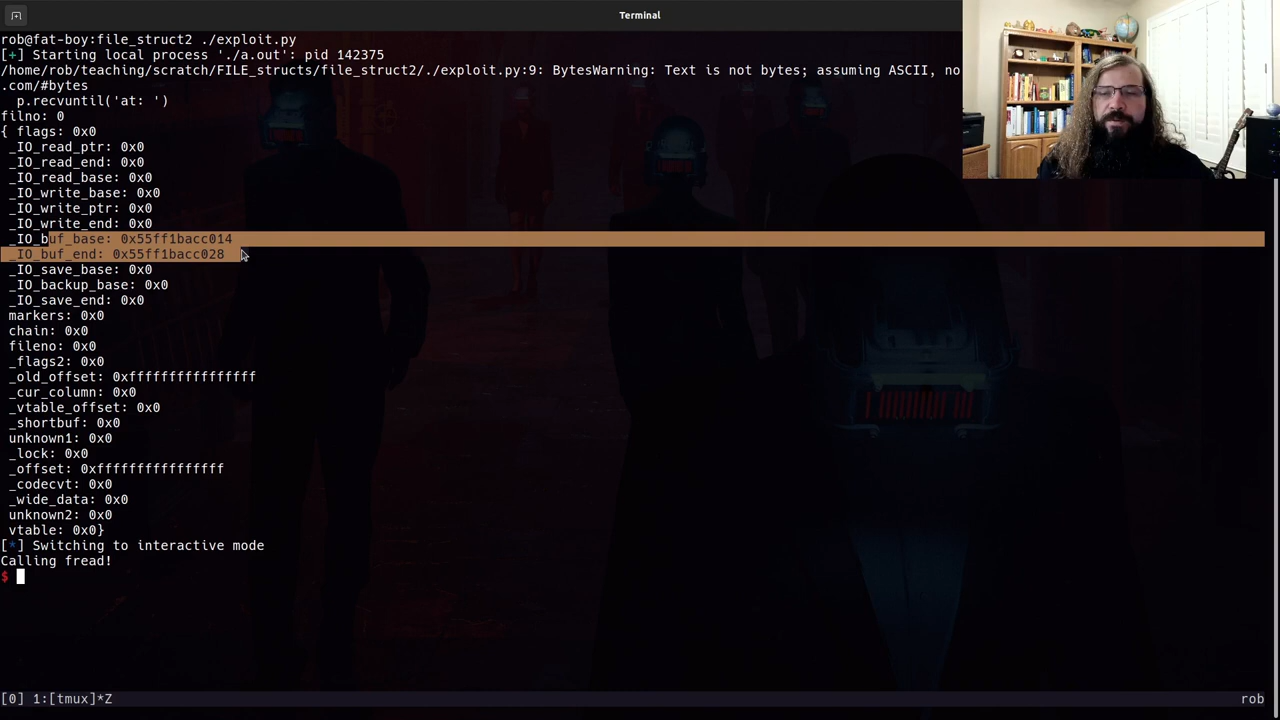 Terminal
rob@fat-boy:file_struct2 ./exploit.py
[+] Starting local process './a.out': pid 142375
/home/rob/teaching/scratch/FILE_structs/file_struct2/./exploit.py:9: BytesWarning: Text is not bytes; assuming ASCII, no
.com/#bytes
p.recvuntil('at: ')
filno: 0
{ flags: 0x0
_IO_read_ptr: 0x0
_IO_read_end: 0x0
_IO_read_base: 0x0
_IO_write_base: 0x0
_IO_write_ptr: 0x0
_IO_write_end: 0x0
_IO_buf_base: 0x55ff1bacc014
_IO_buf_end: 0x55ff1bacc028
_IO_save_base: 0x0
_IO_backup_base: 0x0
_IO_save_end: 0x0
markers: 0x0
chain: 0x0
fileno: 0x0
_flags2: 0x0
_old_offset: 0xffffffffffffffff
_cur_column: 0x0
_vtable_offset: 0x0
_shortbuf: 0x0
unknown1: 0x0
_lock: 0x0
_offset: 0xffffffffffffffff
_codecvt: 0x0
_wide_data: 0x0
unknown2: 0x0
vtable: 0x0}
[*] Switching to interactive mode
Calling fread!
$
[0] 1:[tmux]*Z rob